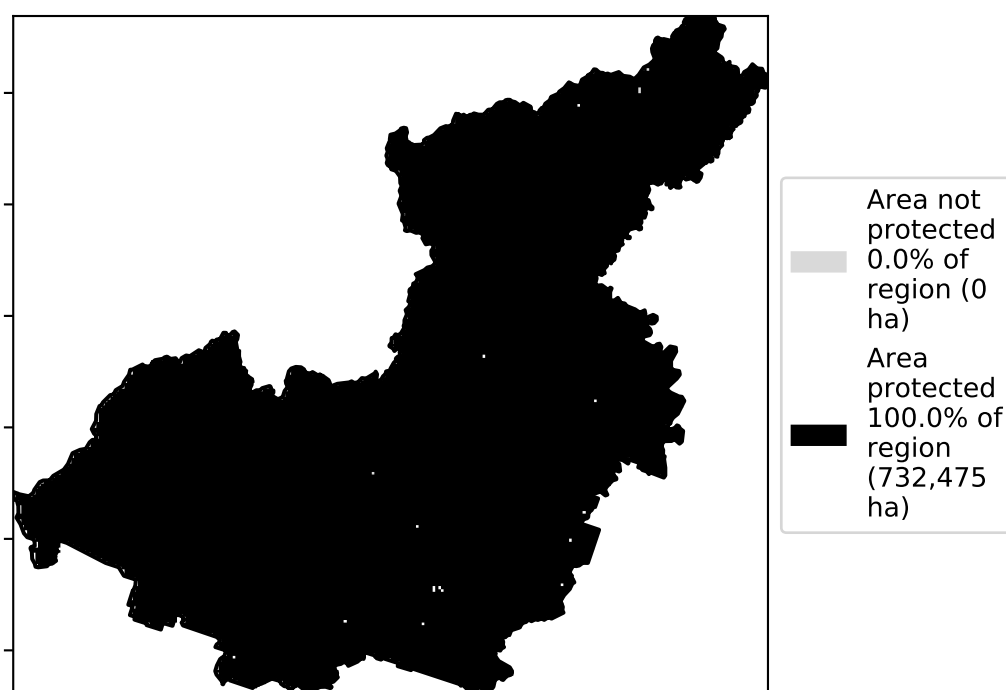 Area not
protected
0.0% of
region (0
ha)
Area
protected
100.0% of
region
(732,475
ha)